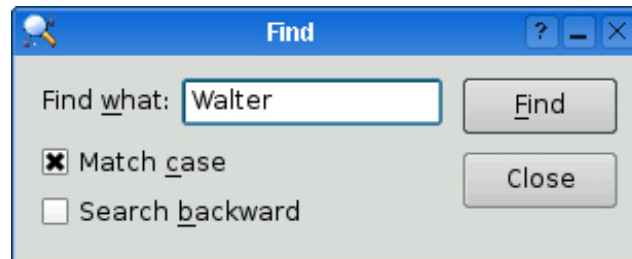 Find
Find what: Walter
Find
Match case
Close
Search backward